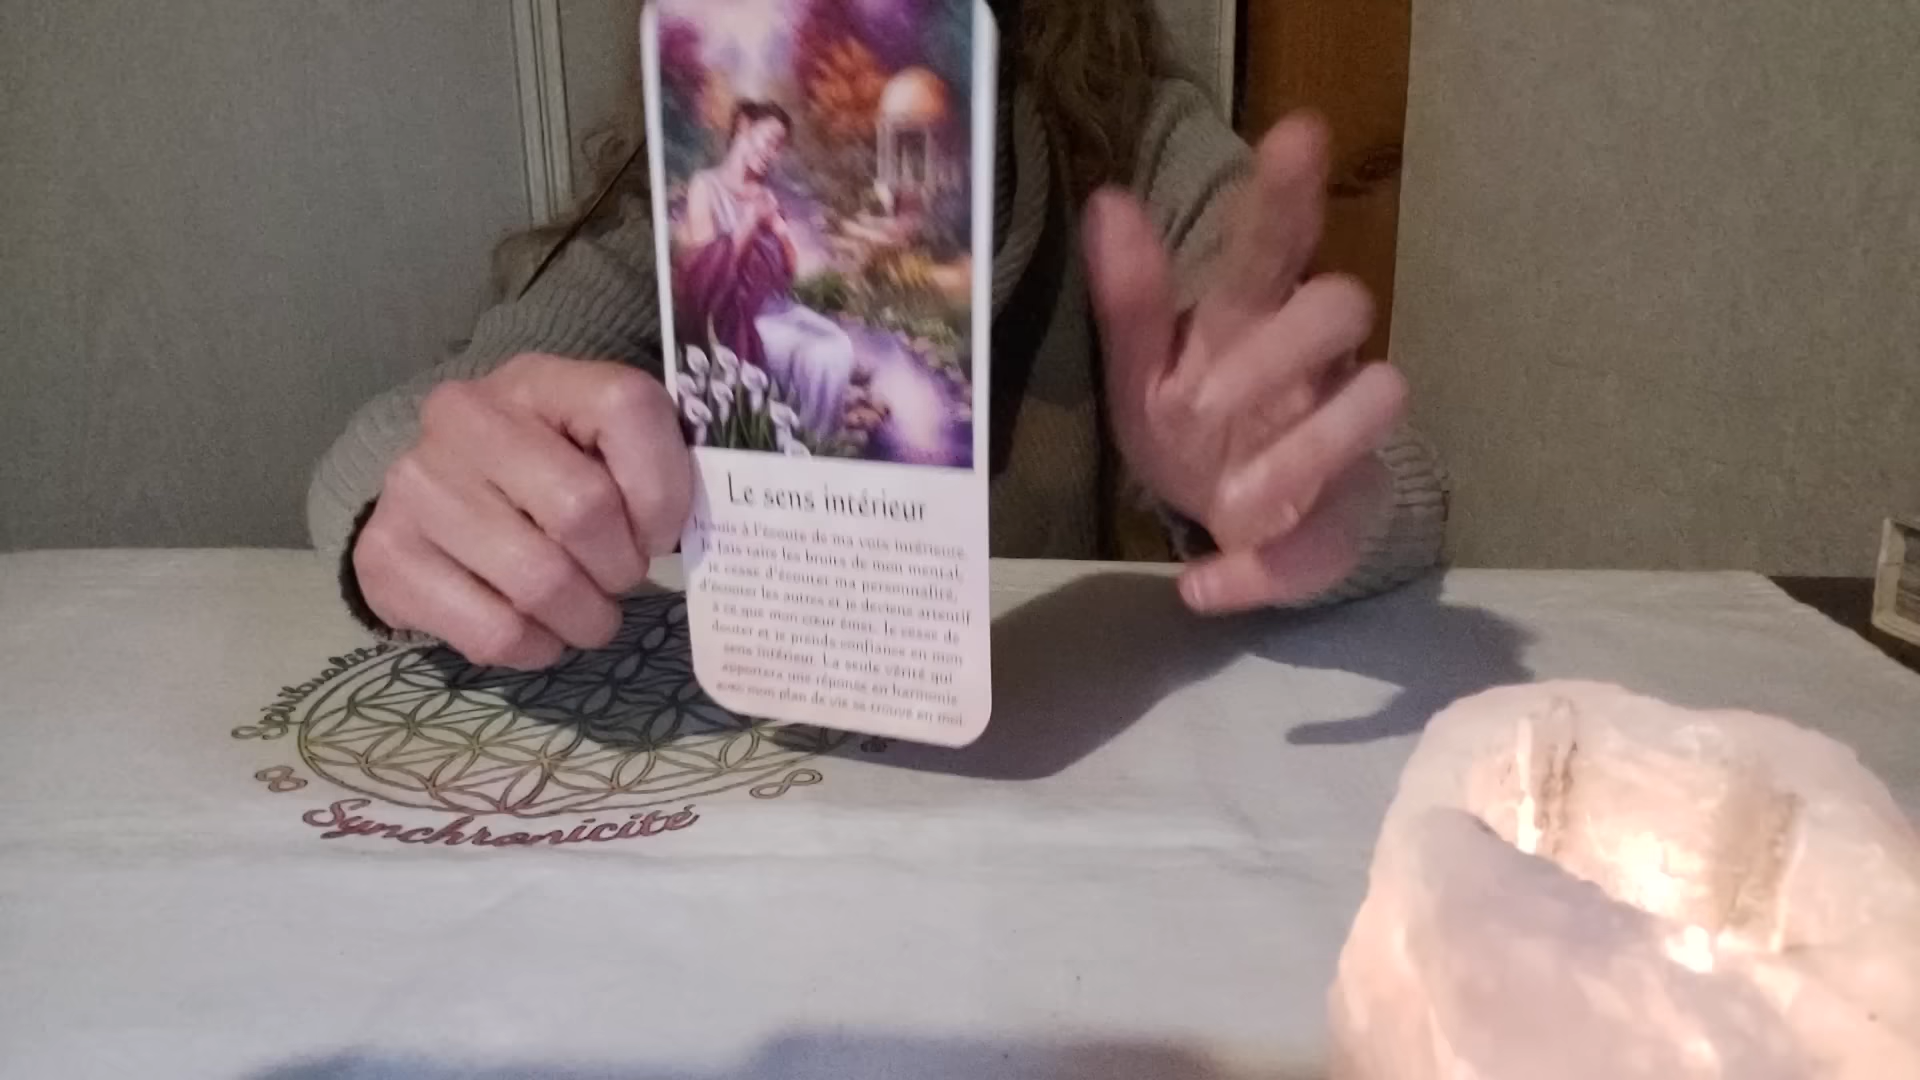 Le sens intérieur
Je suis à l'écoute de ma voix intérieure.
Je fais taire les bruits de mon mental,
je cesse d'écouter ma personnalité,
d'écouter les autres et je deviens attentif
à ce que mon cœur émet. Je cesse de
douter et je prends confiance en mon
sens intérieur. La seule vérité qui
apportera une réponse en harmonie
avec mon plan de vie se trouve en moi
Spiritualité
Synchronicité